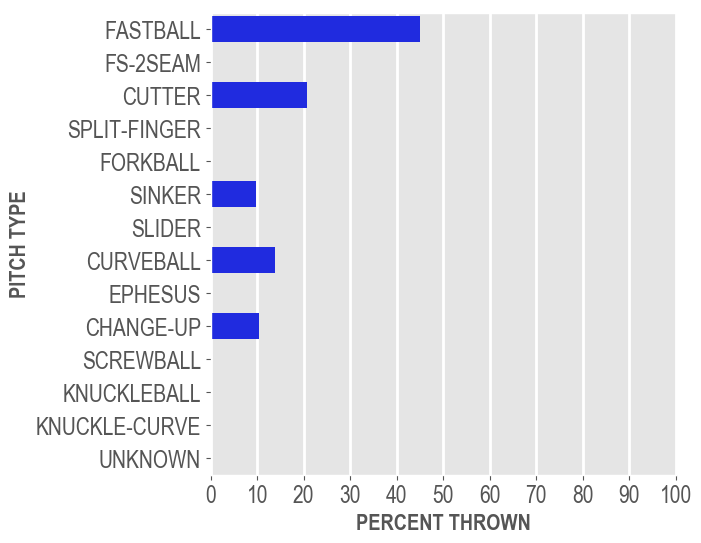 FASTBALL
FS-2SEAM
CUTTER
SPLIT-FINGER
FORKBALL
SINKER
SLIDER
CURVEBALL
EPHESUS
CHANGE-UP
SCREWBALL
KNUCKLEBALL
KNUCKLE-CURVE
UNKNOWN
PITCH TYPE
0 10 20 30 40 50 60 70 80 90 100
PERCENT THROWN